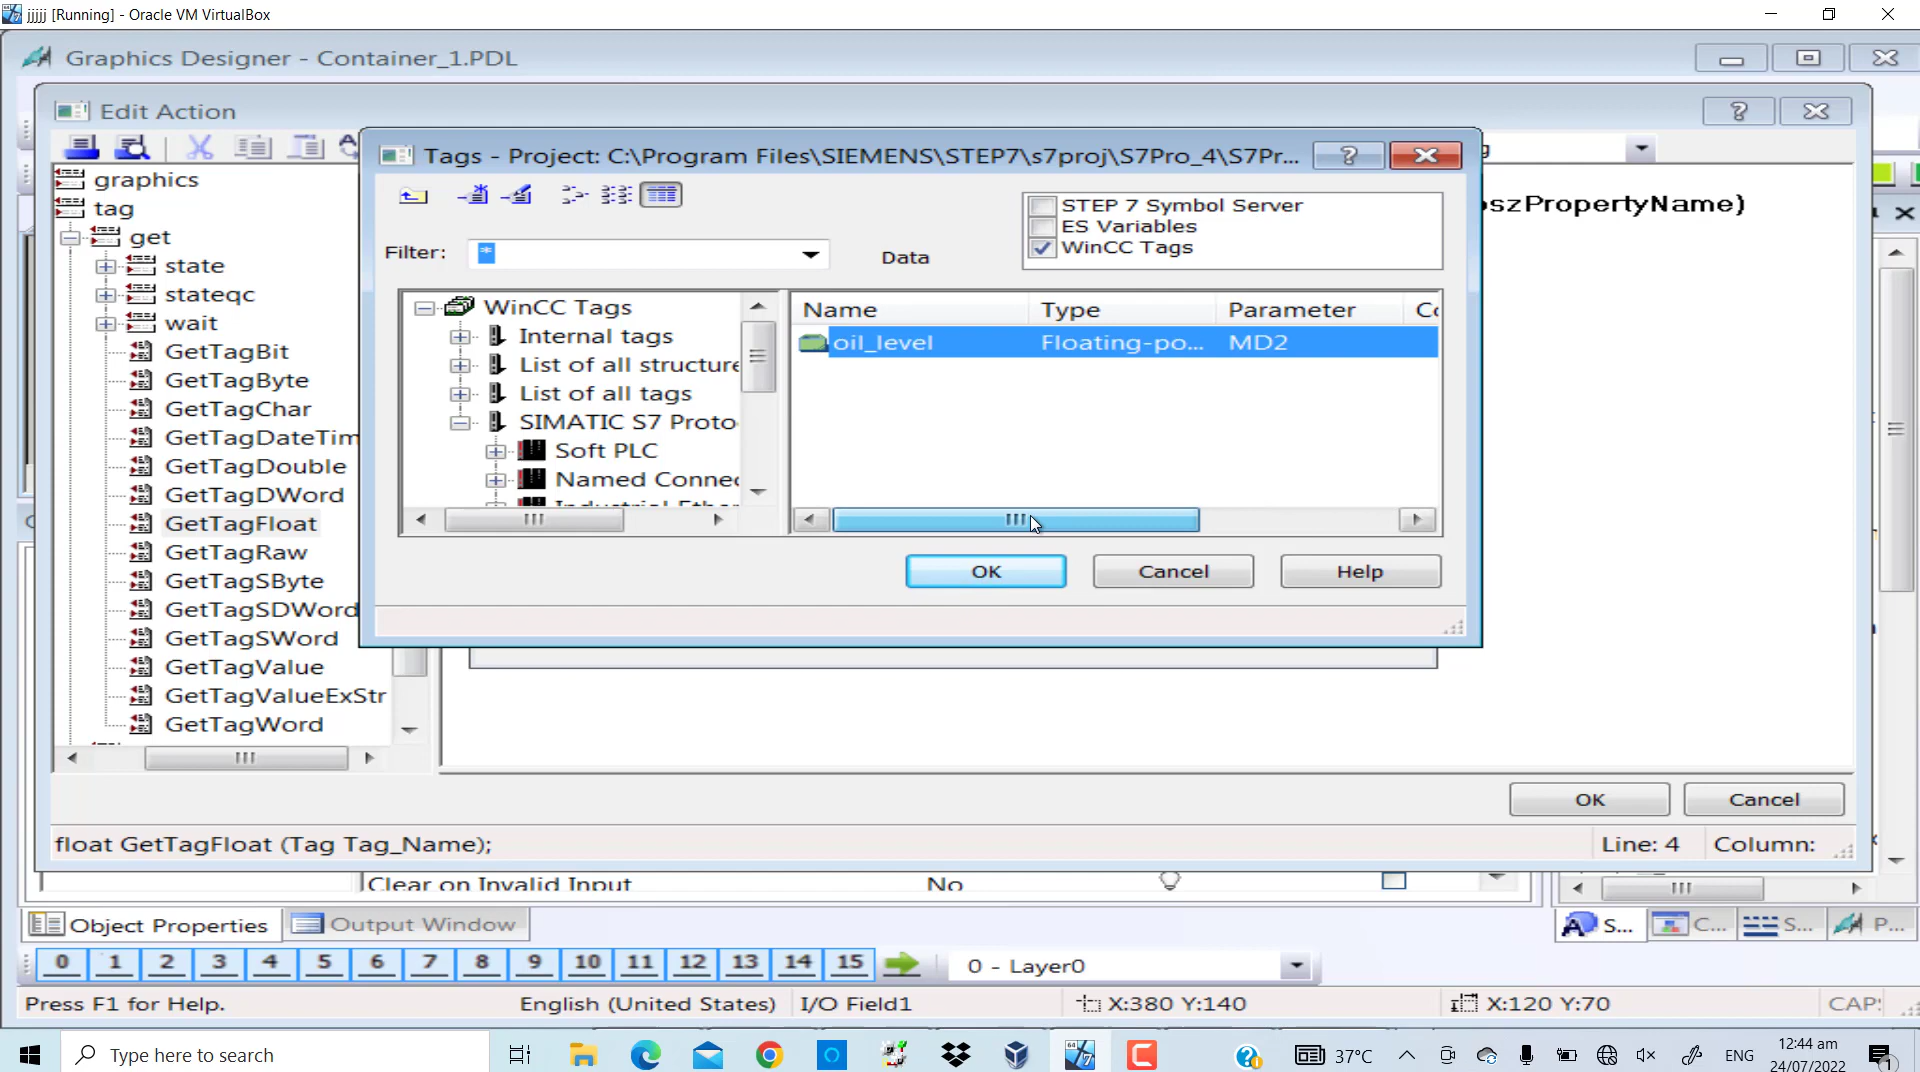 jjjjj [Running] - Oracle VM VirtualBox
Graphics Designer - Container_1.PDL
Edit Action
Tags - Project: C:\Program Files\SIEMENS\STEP7\s7proj\S7Pro_4\S7Pr...
graphics
tag
get
state
stateqc
wait
GetTagBit
GetTagByte
GetTagChar
GetTagDateTim
GetTagDouble
GetTagDWord
GetTagFloat
GetTagRaw
GetTagSByte
GetTagSDWord
GetTagSWord
GetTagValue
GetTagValueExStr
GetTagWord
Filter: *
Data
STEP 7 Symbol Server
ES Variables
WinCC Tags
pszPropertyName)
WinCC Tags
Internal tags
List of all structure
List of all tags
SIMATIC S7 Proto
Soft PLC
Named Connec
Industrial Ether
Name Type Parameter Co
oil_level Floating-po... MD2
OK Cancel Help
OK Cancel
float GetTagFloat (Tag Tag_Name);
Line: 4 Column:
Clear on Invalid Input No
Object Properties Output Window
S... C... S... P...
0 1 2 3 4 5 6 7 8 9 10 11 12 13 14 15
0 - Layer0
Press F1 for Help. English (United States) I/O Field1 X:380 Y:140 X:120 Y:70 CAP
Type here to search
37°C
ENG
12:44 am
24/07/2022
1